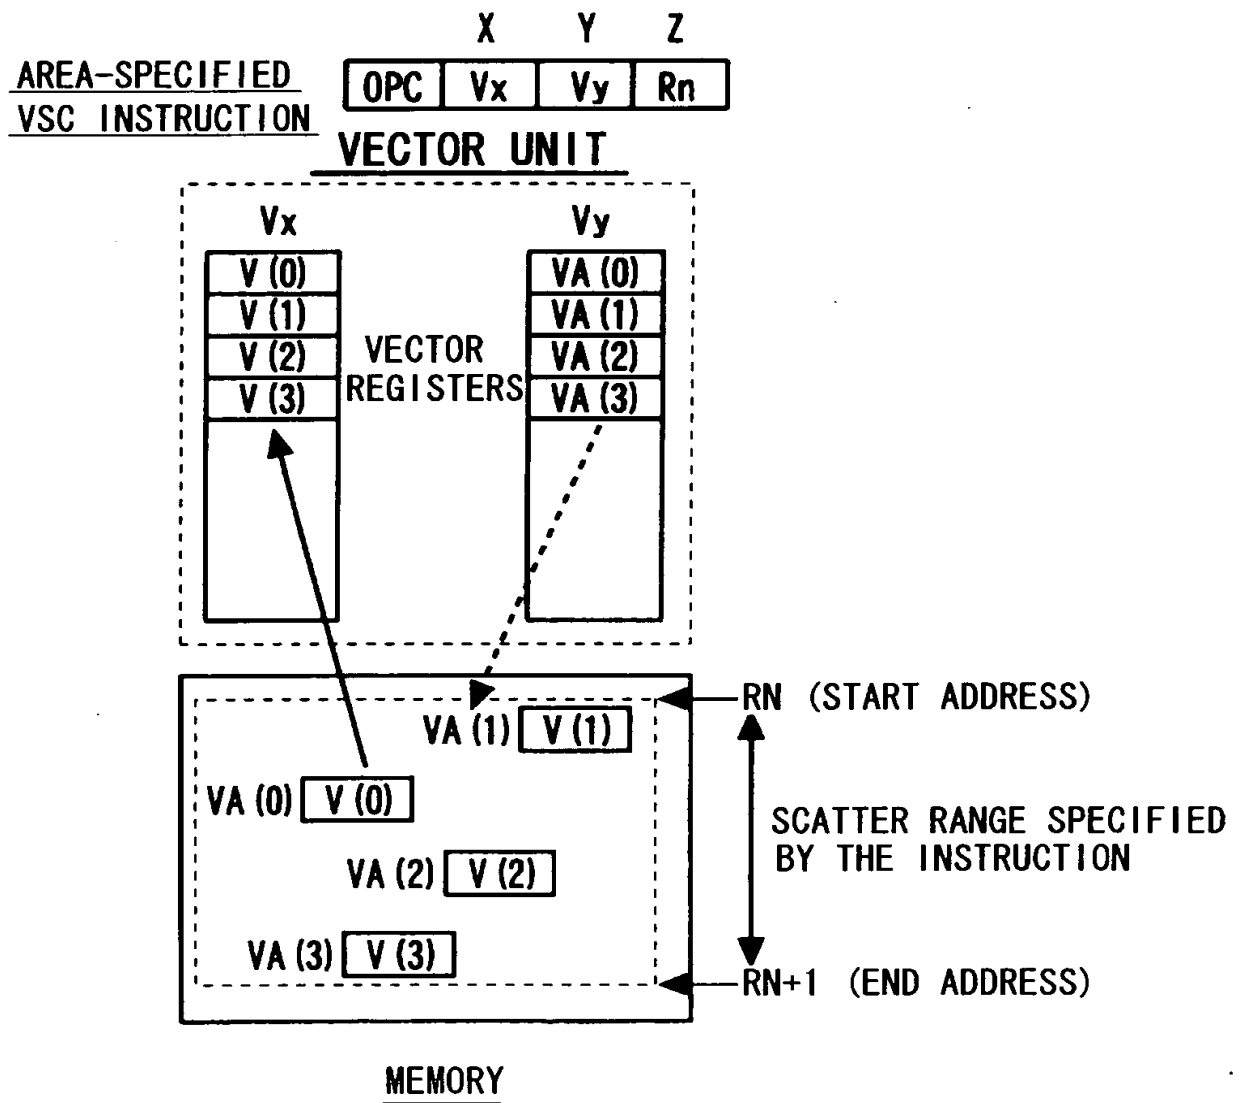 X Y Z
AREA-SPECIFIED
VSC INSTRUCTION
OPC Vx Vy Rn
VECTOR UNIT
Vx Vy
V (0) VA (0)
V (1) VA (1)
V (2) VA (2)
V (3) VA (3)
VECTOR
REGISTERS
RN (START ADDRESS)
VA (1) V (1)
VA (0) V (0)
SCATTER RANGE SPECIFIED
BY THE INSTRUCTION
VA (2) V (2)
VA (3) V (3)
RN+1 (END ADDRESS)
MEMORY